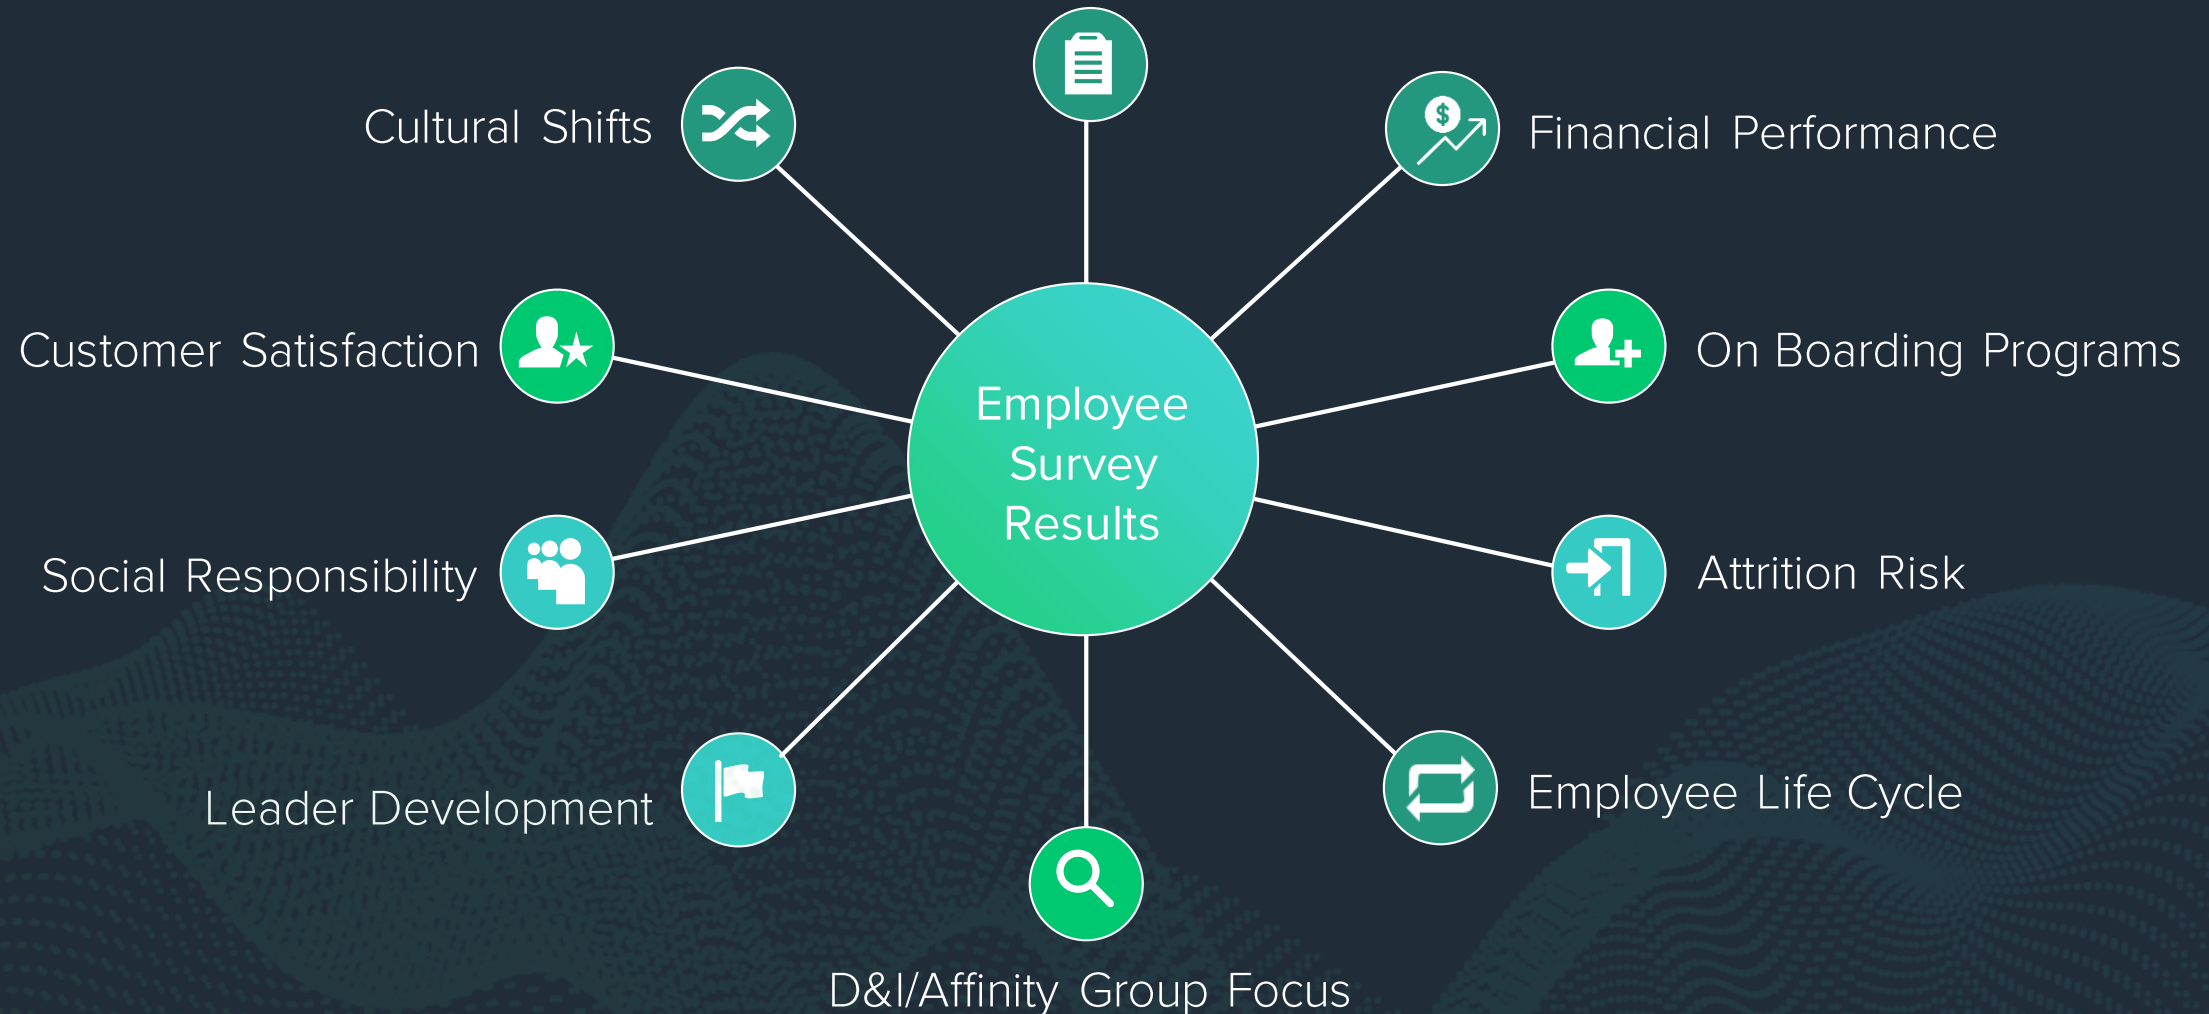 Cultural Shifts
Financial Performance
Customer Satisfaction
On Boarding Programs
Employee
Survey
Results
Social Responsibility
Attrition Risk
Leader Development
Employee Life Cycle
D&I/Affinity Group Focus